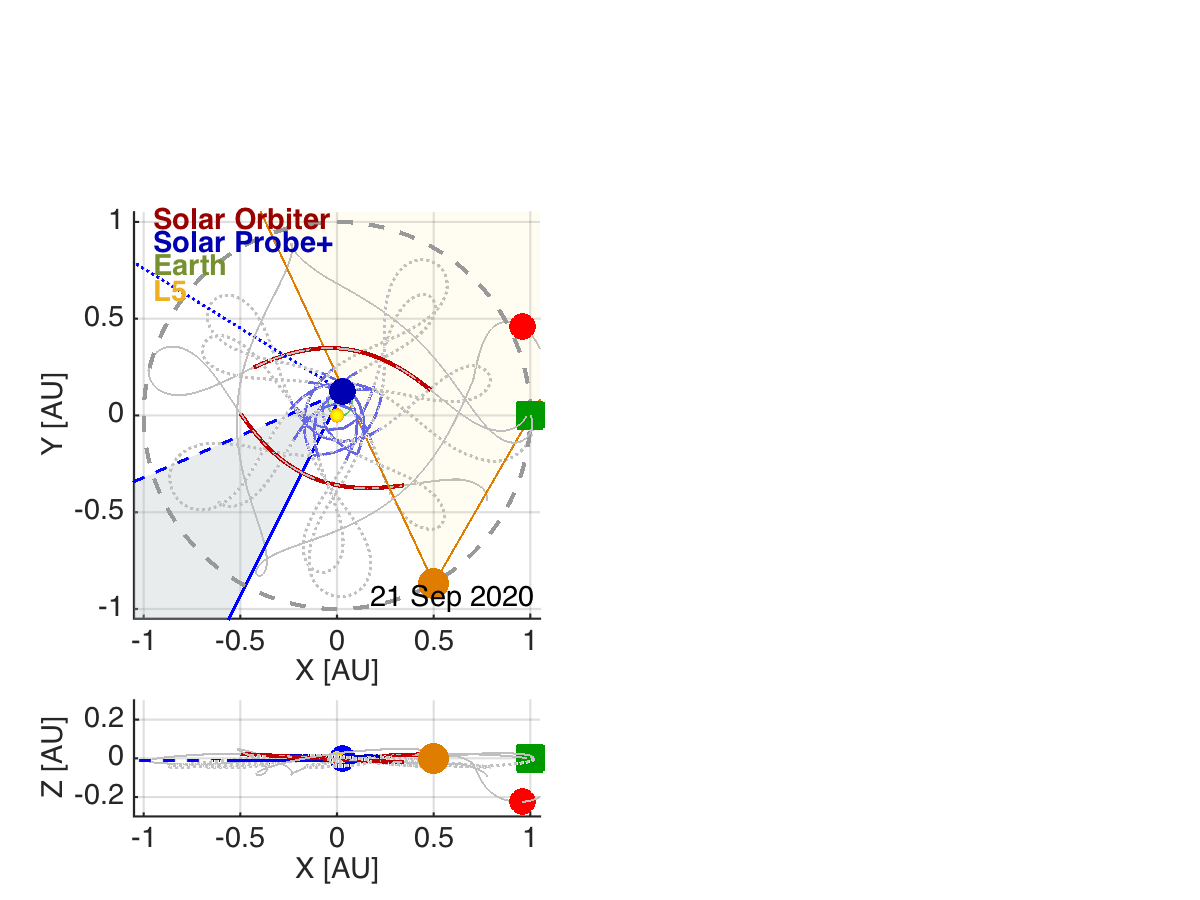 Solar Orbiter
Solar Probe+
Earth
L5
1
0.5
0
-0.5
-1
Y [AU]
21 Sep 2020
-1 -0.5 0 0.5 1
X [AU]
0.2
0
-0.2
Z [AU]
-1 -0.5 0 0.5 1
X [AU]